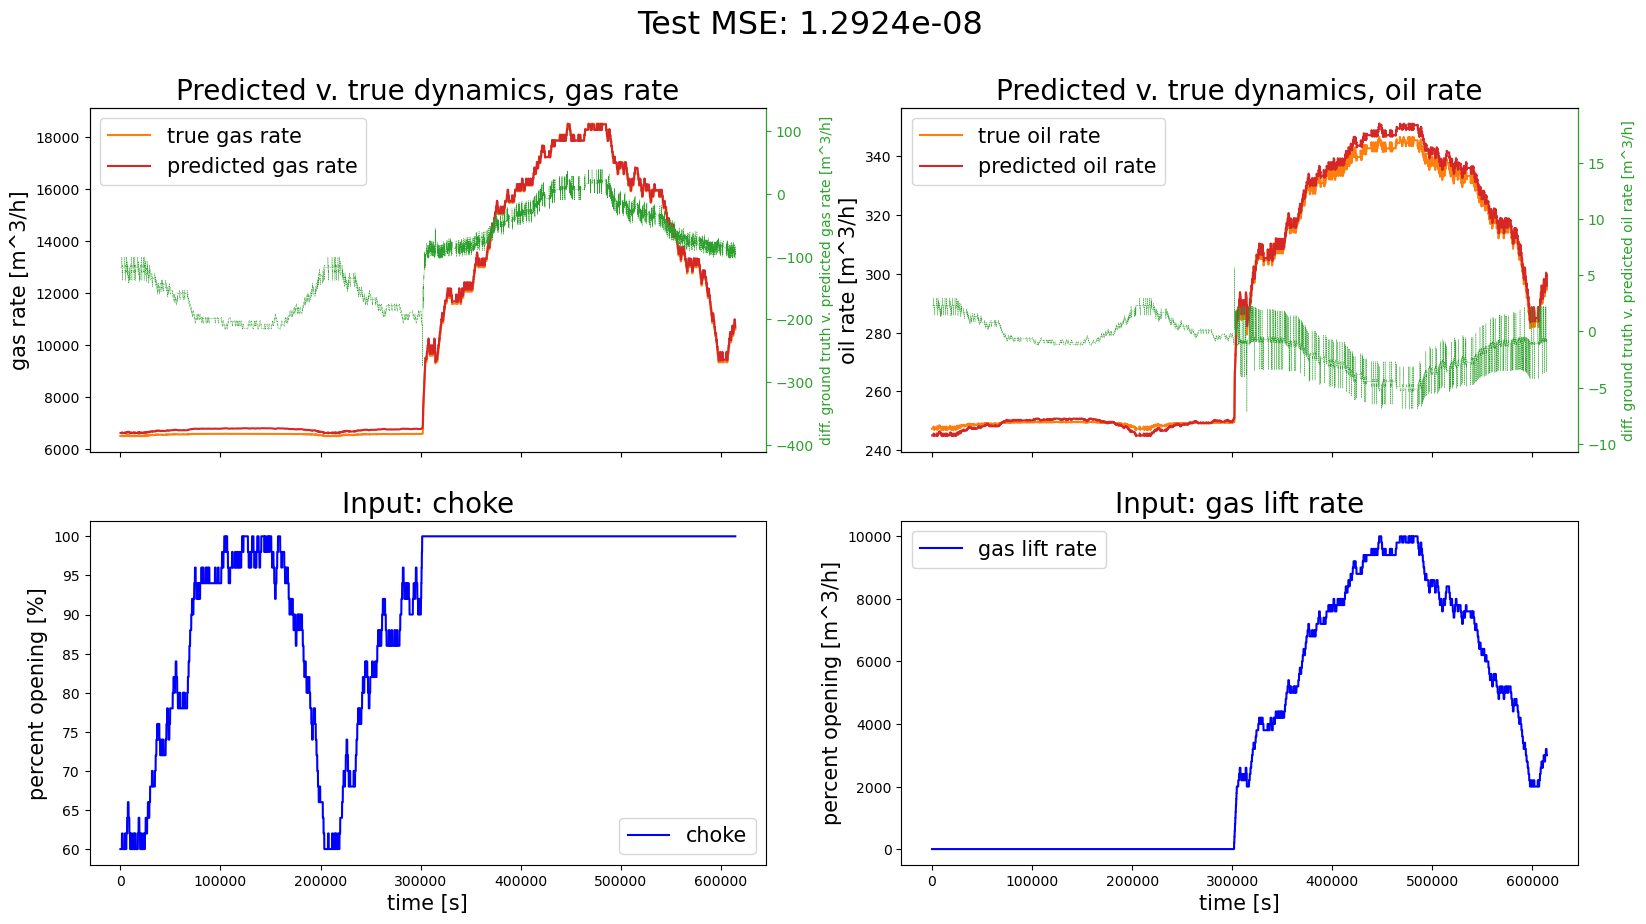 Test MSE: 1.2924e-08
Predicted v. true dynamics, gas rate
true gas rate
predicted gas rate
gas rate [m^3/h]
18000
16000
14000
12000
10000
8000
6000
100
0
−100
−200
−300
−400
diff. ground truth v. predicted gas rate [m^3/h]
Predicted v. true dynamics, oil rate
true oil rate
predicted oil rate
oil rate [m^3/h]
340
320
300
280
260
240
15
10
5
0
−5
−10
diff. ground truth v. predicted oil rate [m^3/h]
Input: choke
percent opening [%]
100
95
90
85
80
75
70
65
60
choke
0
100000
200000
300000
400000
500000
600000
time [s]
Input: gas lift rate
gas lift rate
percent opening [m^3/h]
10000
8000
6000
4000
2000
0
0
100000
200000
300000
400000
500000
600000
time [s]